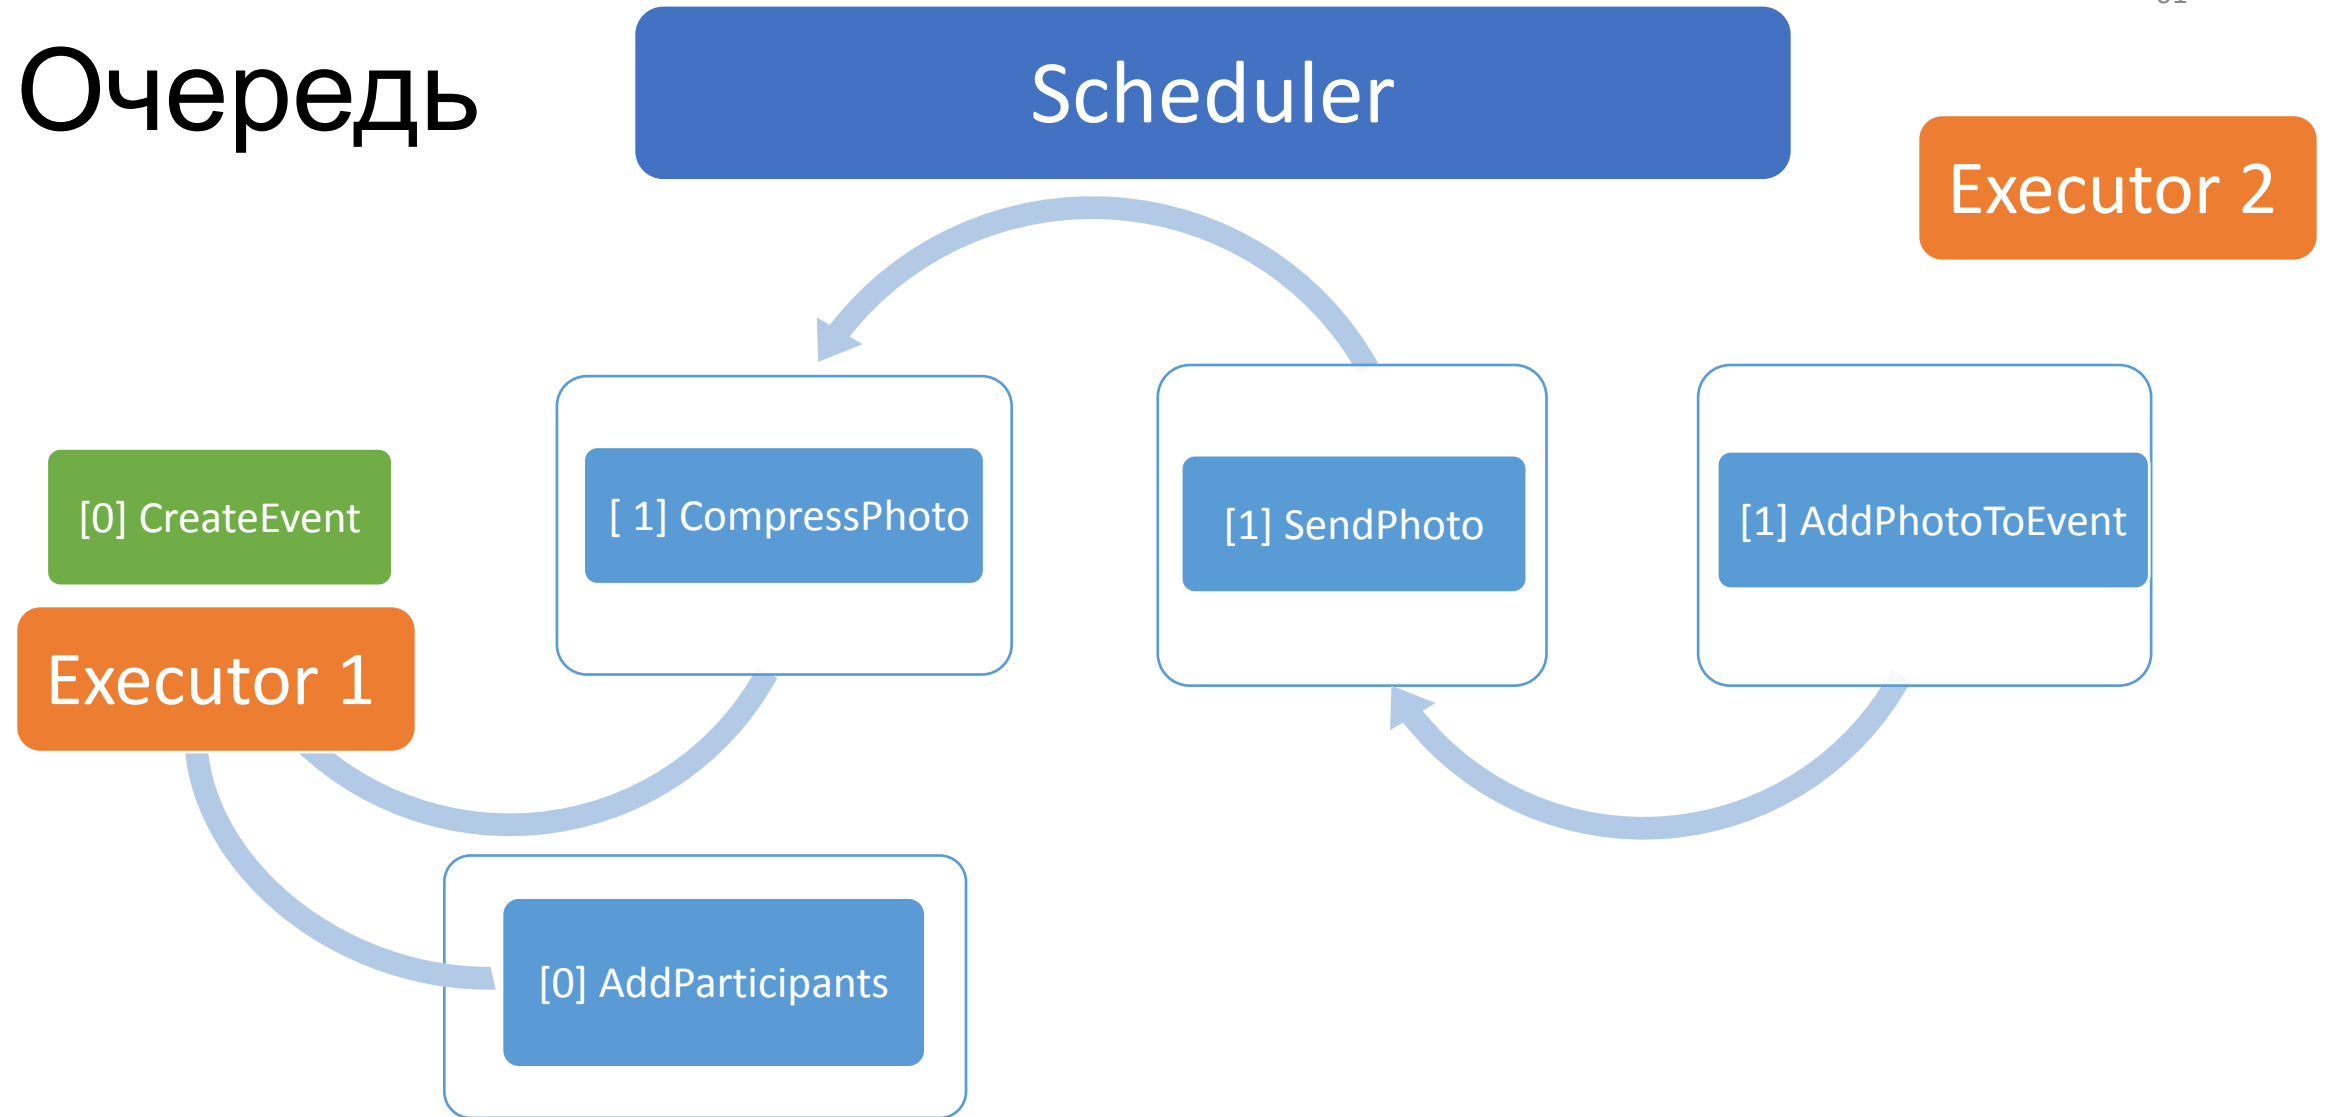 Очередь
Scheduler
Executor 2
[0] CreateEvent
[ 1] CompressPhoto
[1] SendPhoto
[1] AddPhotoToEvent
Executor 1
[0] AddParticipants